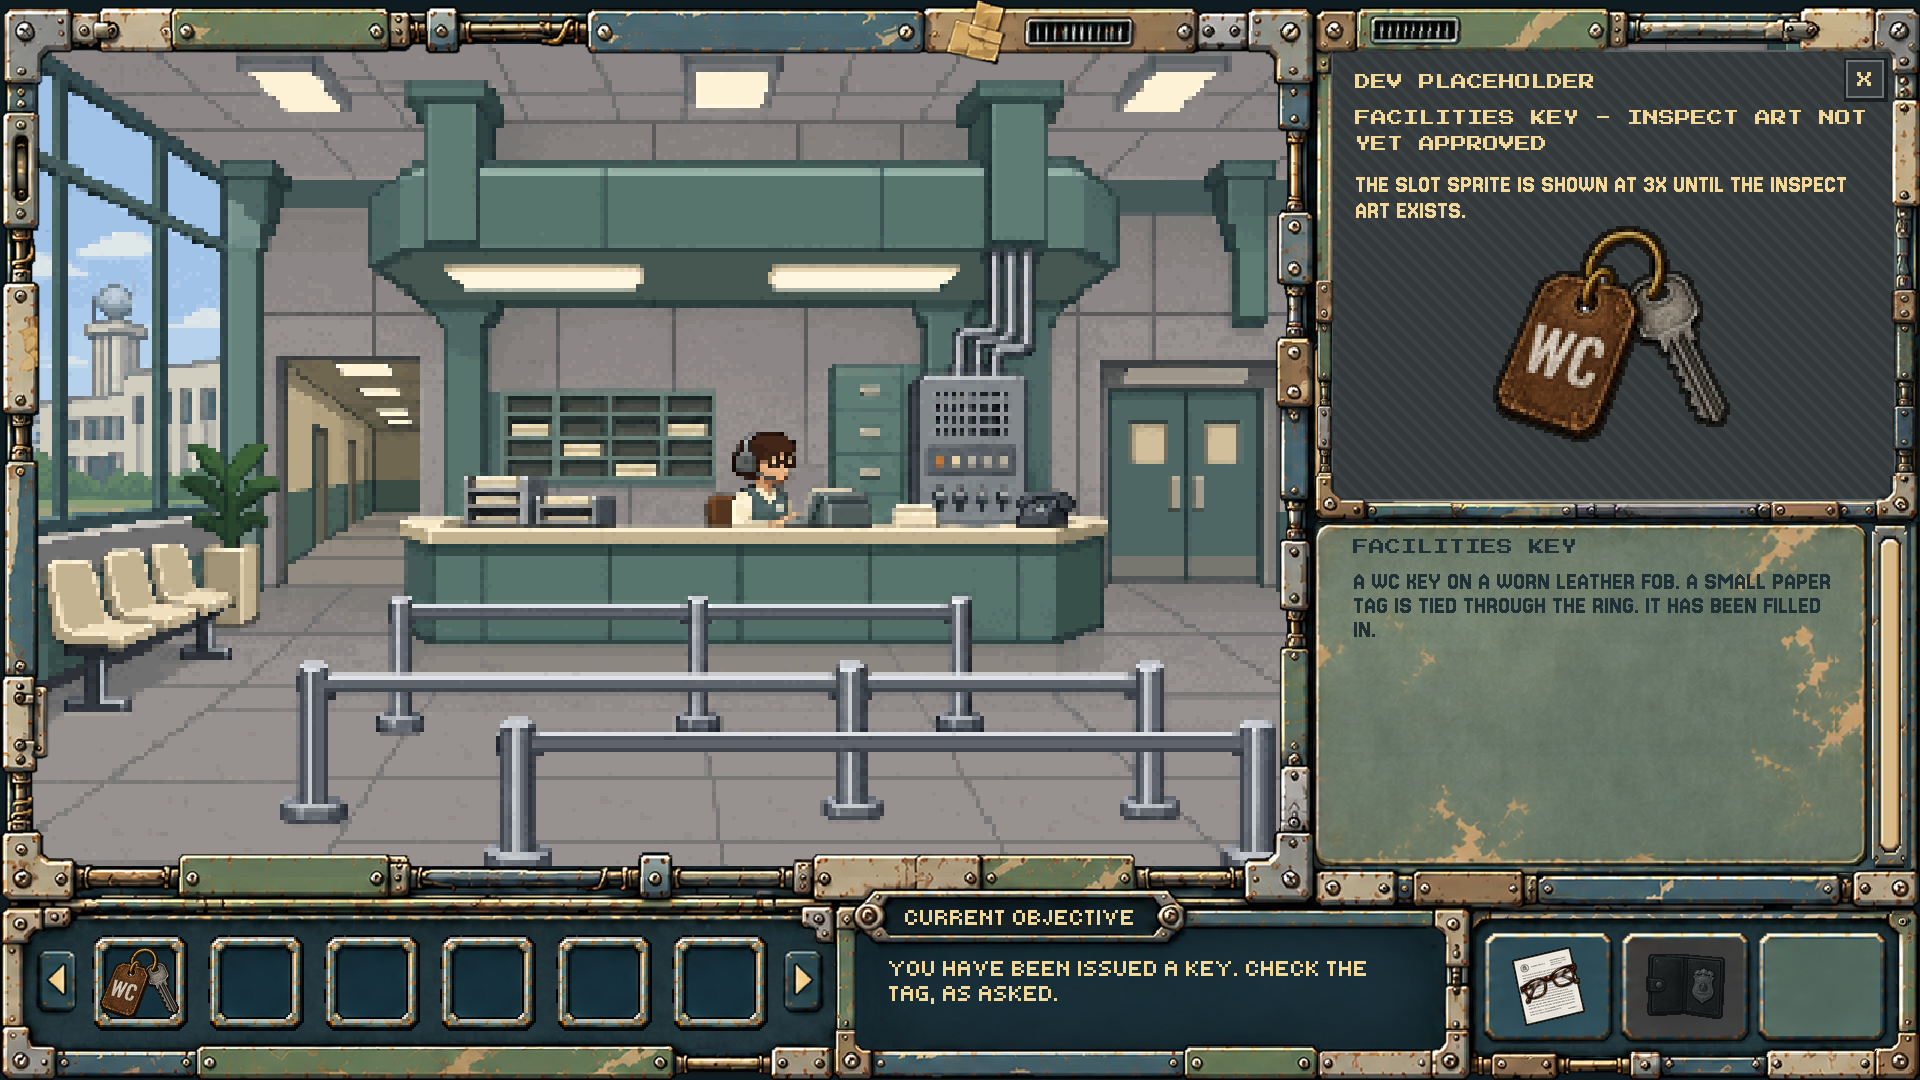 DEV PLACEHOLDER
X
FACILITIES KEY - INSPECT ART NOT
YET APPROVED
THE SLOT SPRITE IS SHOWN AT 3X UNTIL THE INSPECT
ART EXISTS.
WC
FACILITIES KEY
A WC KEY ON A WORN LEATHER FOB. A SMALL PAPER
TAG IS TIED THROUGH THE RING. IT HAS BEEN FILLED
IN.
WC
CURRENT OBJECTIVE
YOU HAVE BEEN ISSUED A KEY. CHECK THE
TAG, AS ASKED.